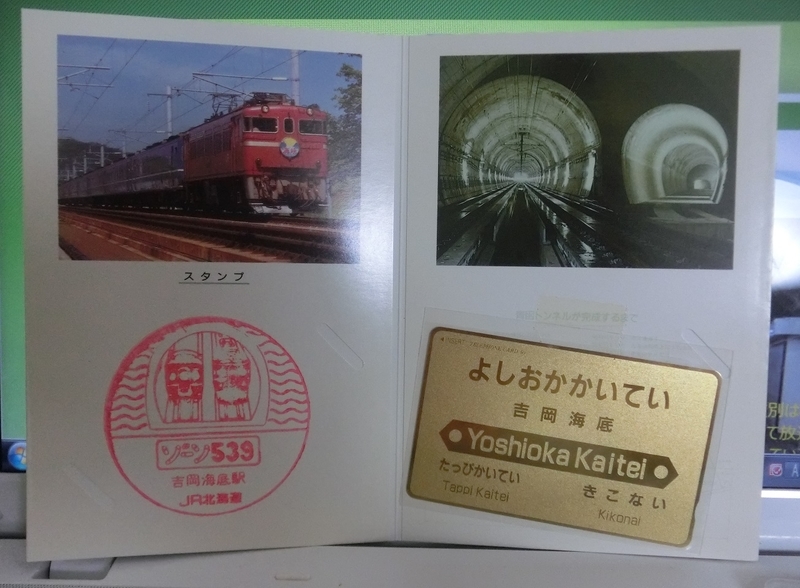 スタンプ
ゾーン539
吉岡海底駅
JR北海道
よしおかかいてい
吉岡海底
Yoshioka Kaitei
たっぴかいてい
Tappi Kaitei
きこない
Kikonai
別は